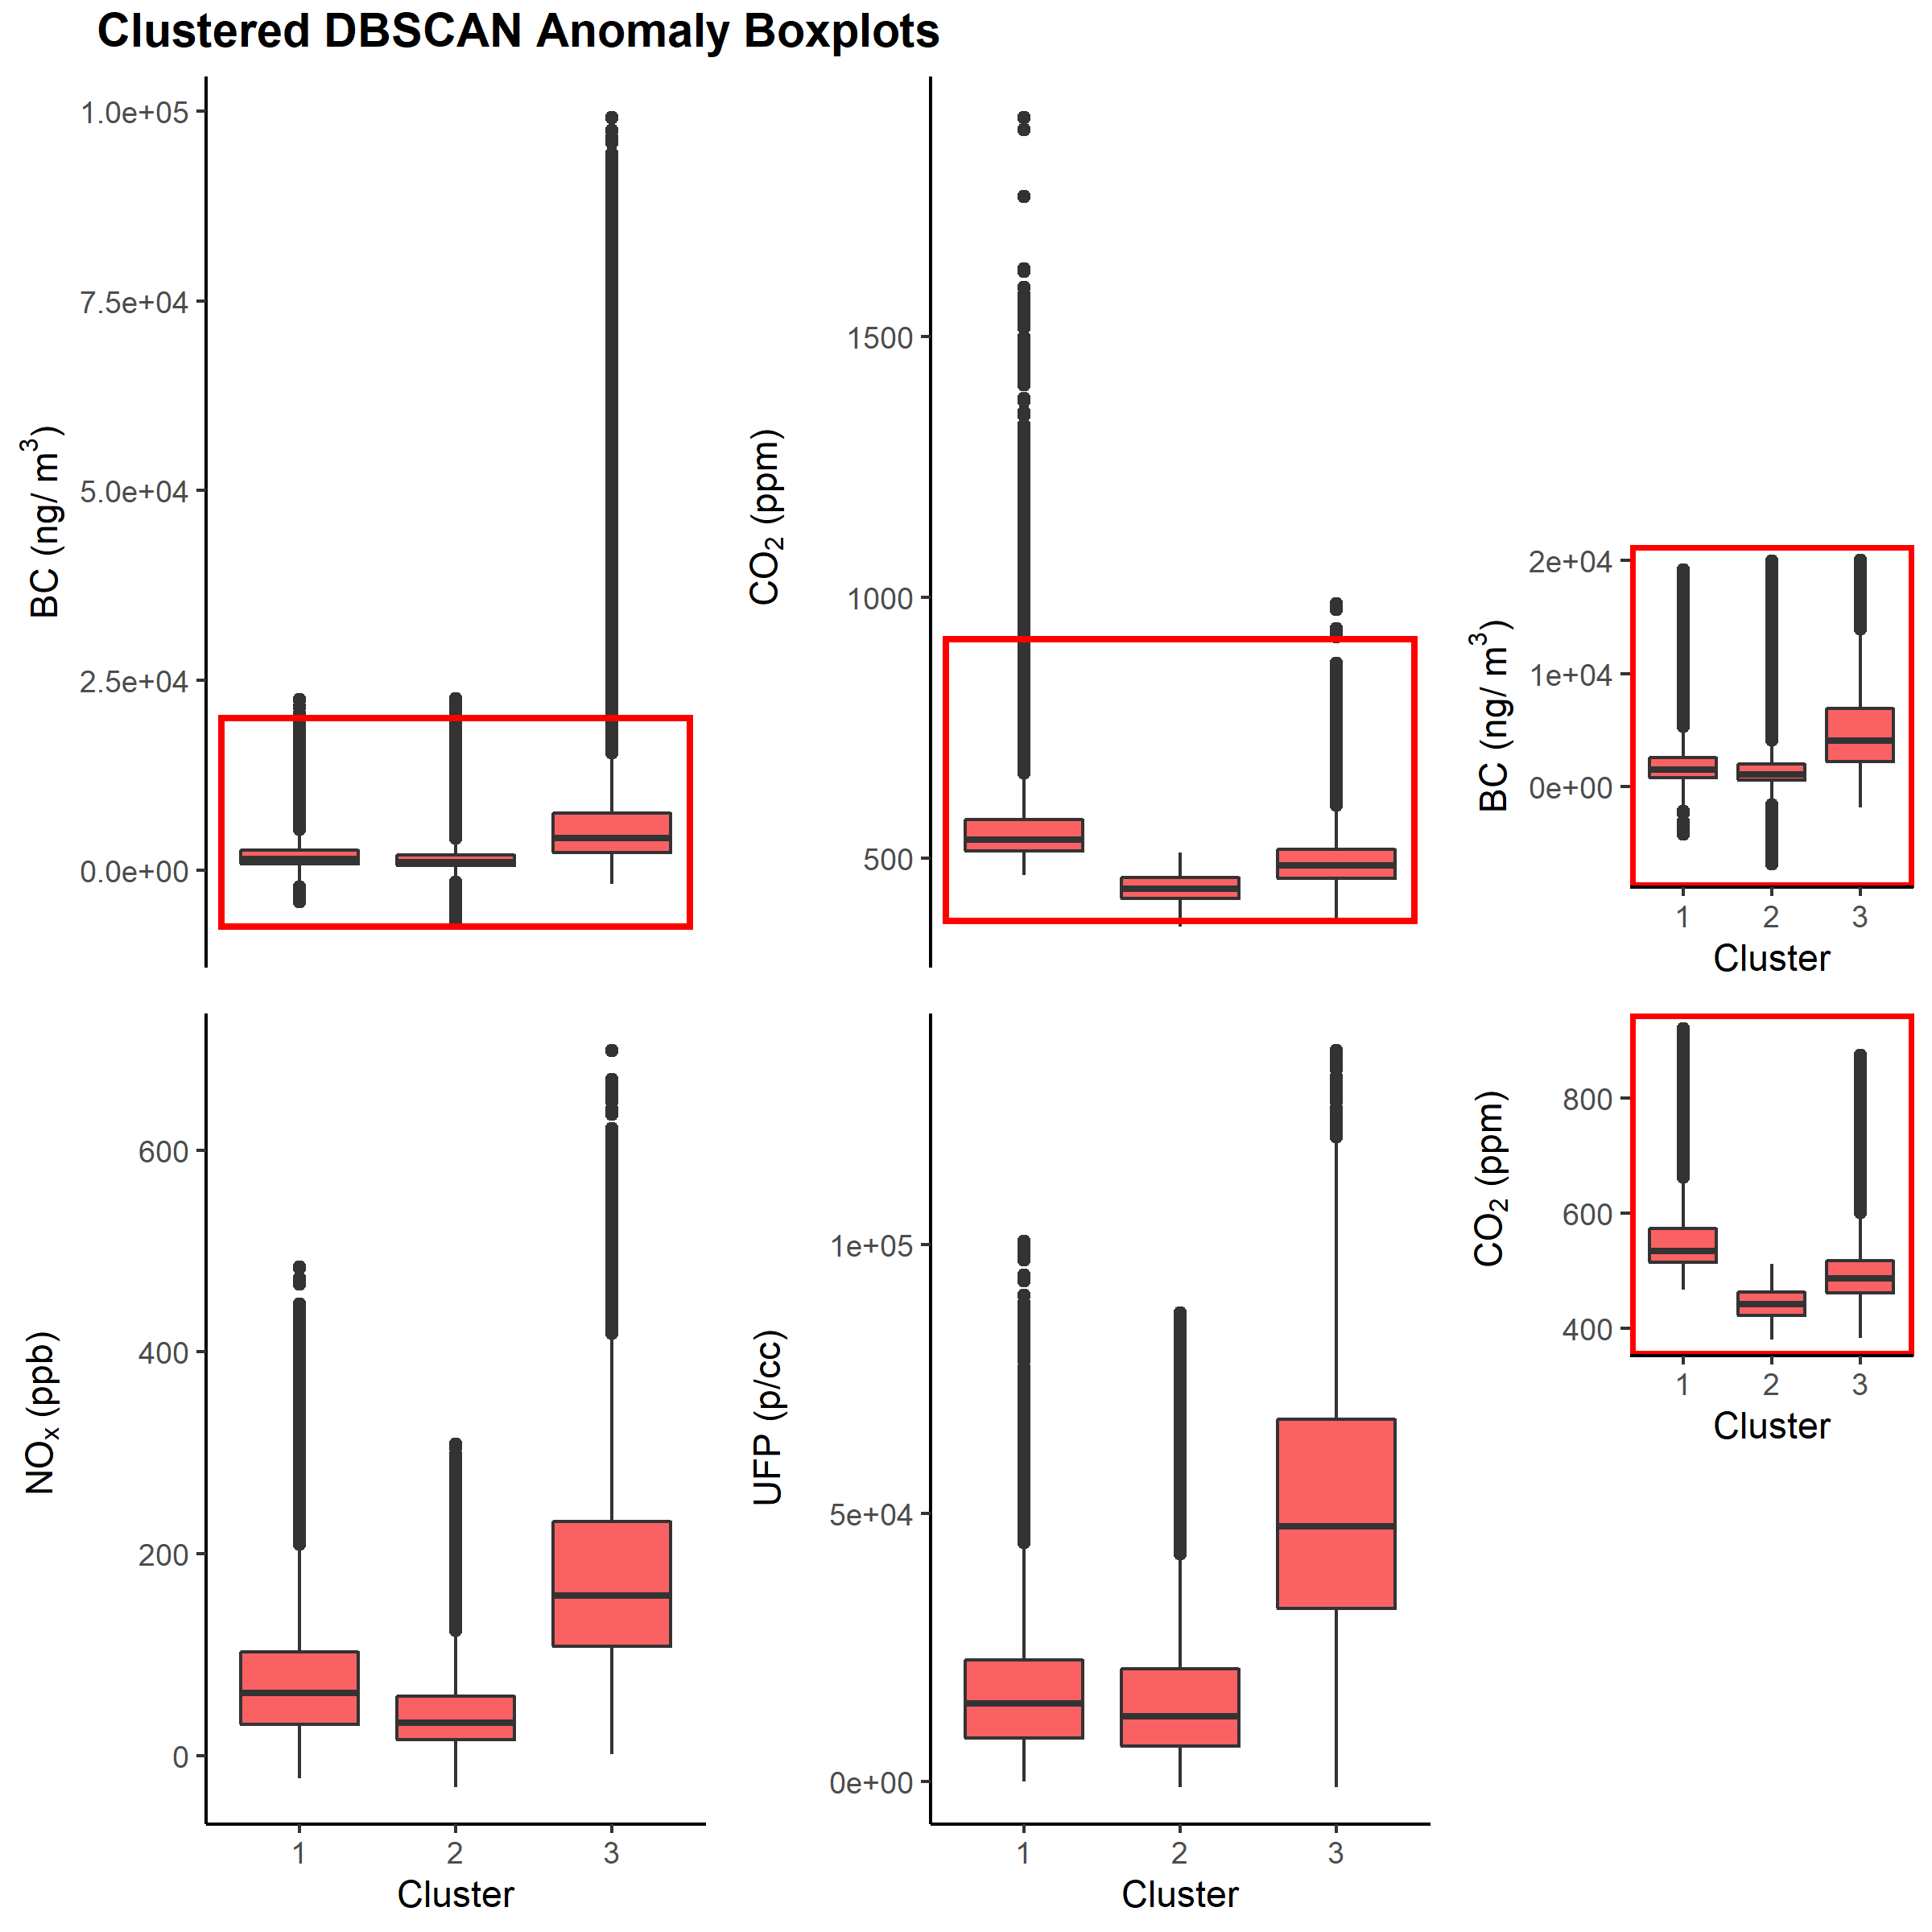 Clustered DBSCAN Anomaly Boxplots
BC (ng/ m³)
1.0e+05
7.5e+04
5.0e+04
2.5e+04
0.0e+00
CO₂ (ppm)
1500
1000
500
BC (ng/ m³)
2e+04
1e+04
0e+00
1 2 3
Cluster
NOₓ (ppb)
600
400
200
0
1 2 3
Cluster
UFP (p/cc)
1e+05
5e+04
0e+00
1 2 3
Cluster
CO₂ (ppm)
800
600
400
1 2 3
Cluster